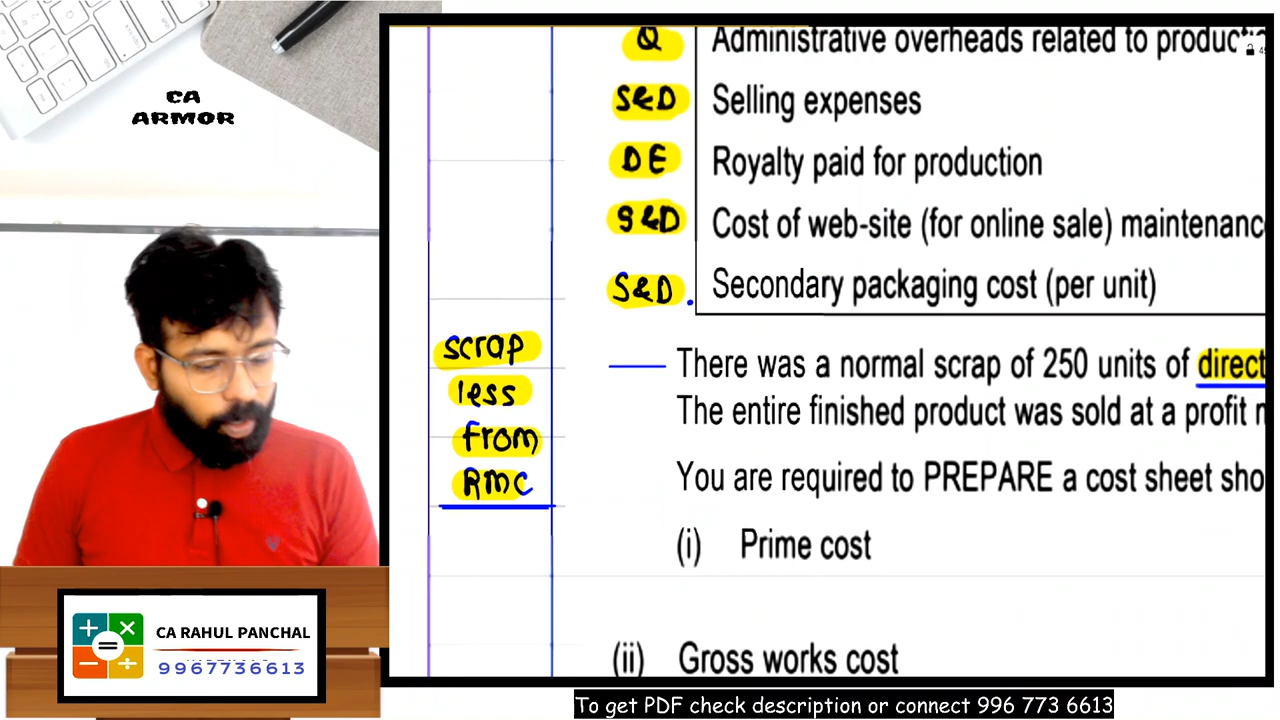 CA
ARMOR
Q Administrative overheads related to
S&D Selling expenses
DE Royalty paid for production
S&D Cost of web-site (for online sale)
S&D. Secondary packaging cost (per unit)
scrap
less
From
RMC
There was a normal scrap of 250 units of direct
The entire finished product was sold at a profit
You are required to PREPARE a cost sheet
(i) Prime cost
(ii) Gross works cost
CA RAHUL PANCHAL
9967736613
To get PDF check description or connect 996 773 6613